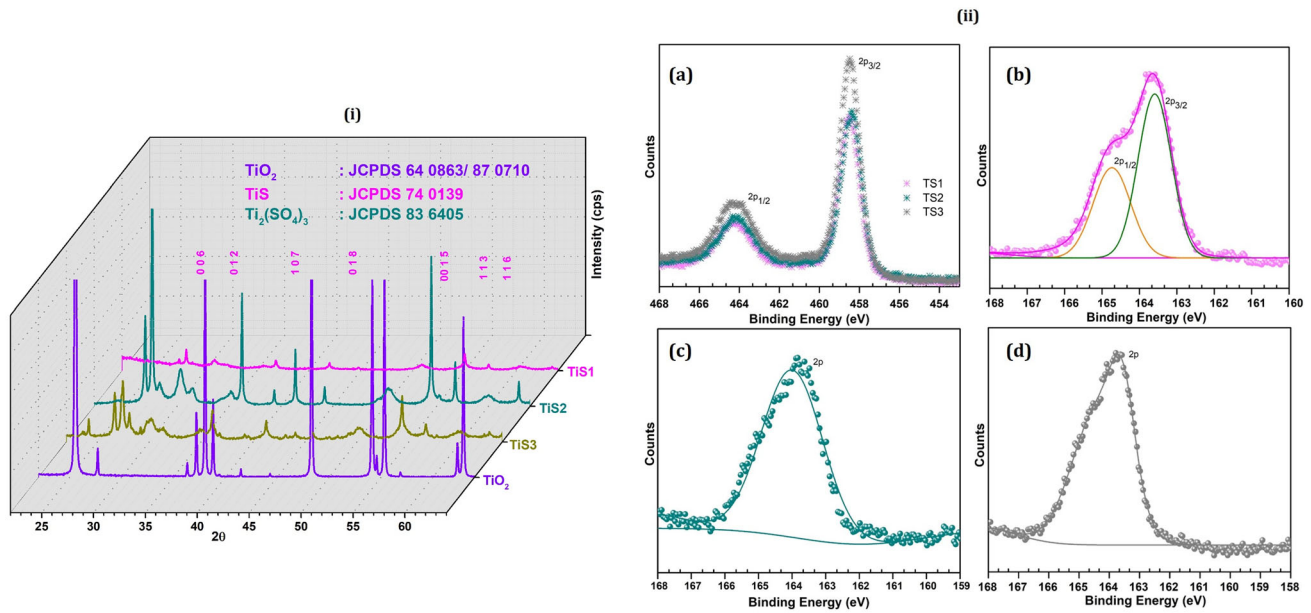 (i)
TiO2 : JCPDS 64 0863/ 87 0710
TiS : JCPDS 74 0139
Ti2(SO4)3 : JCPDS 83 6405
0 0 6
0 1 2
1 0 7
0 1 8
00 15
1 1 3
1 1 6
Intensity (cps)
TiS1
TiS2
TiS3
TiO2
25 30 35 40 45 50 55 60
2θ
(ii)
(a)
2p3/2
2p1/2
TS1
TS2
TS3
Counts
468 466 464 462 460 458 456 454
Binding Energy (eV)
(b)
2p3/2
2p1/2
Counts
168 167 166 165 164 163 162 161 160
Binding Energy (eV)
(c)
2p
Counts
168 167 166 165 164 163 162 161 160 159
Binding Energy (eV)
(d)
2p
Counts
168 167 166 165 164 163 162 161 160 159 158
Binding Energy (eV)